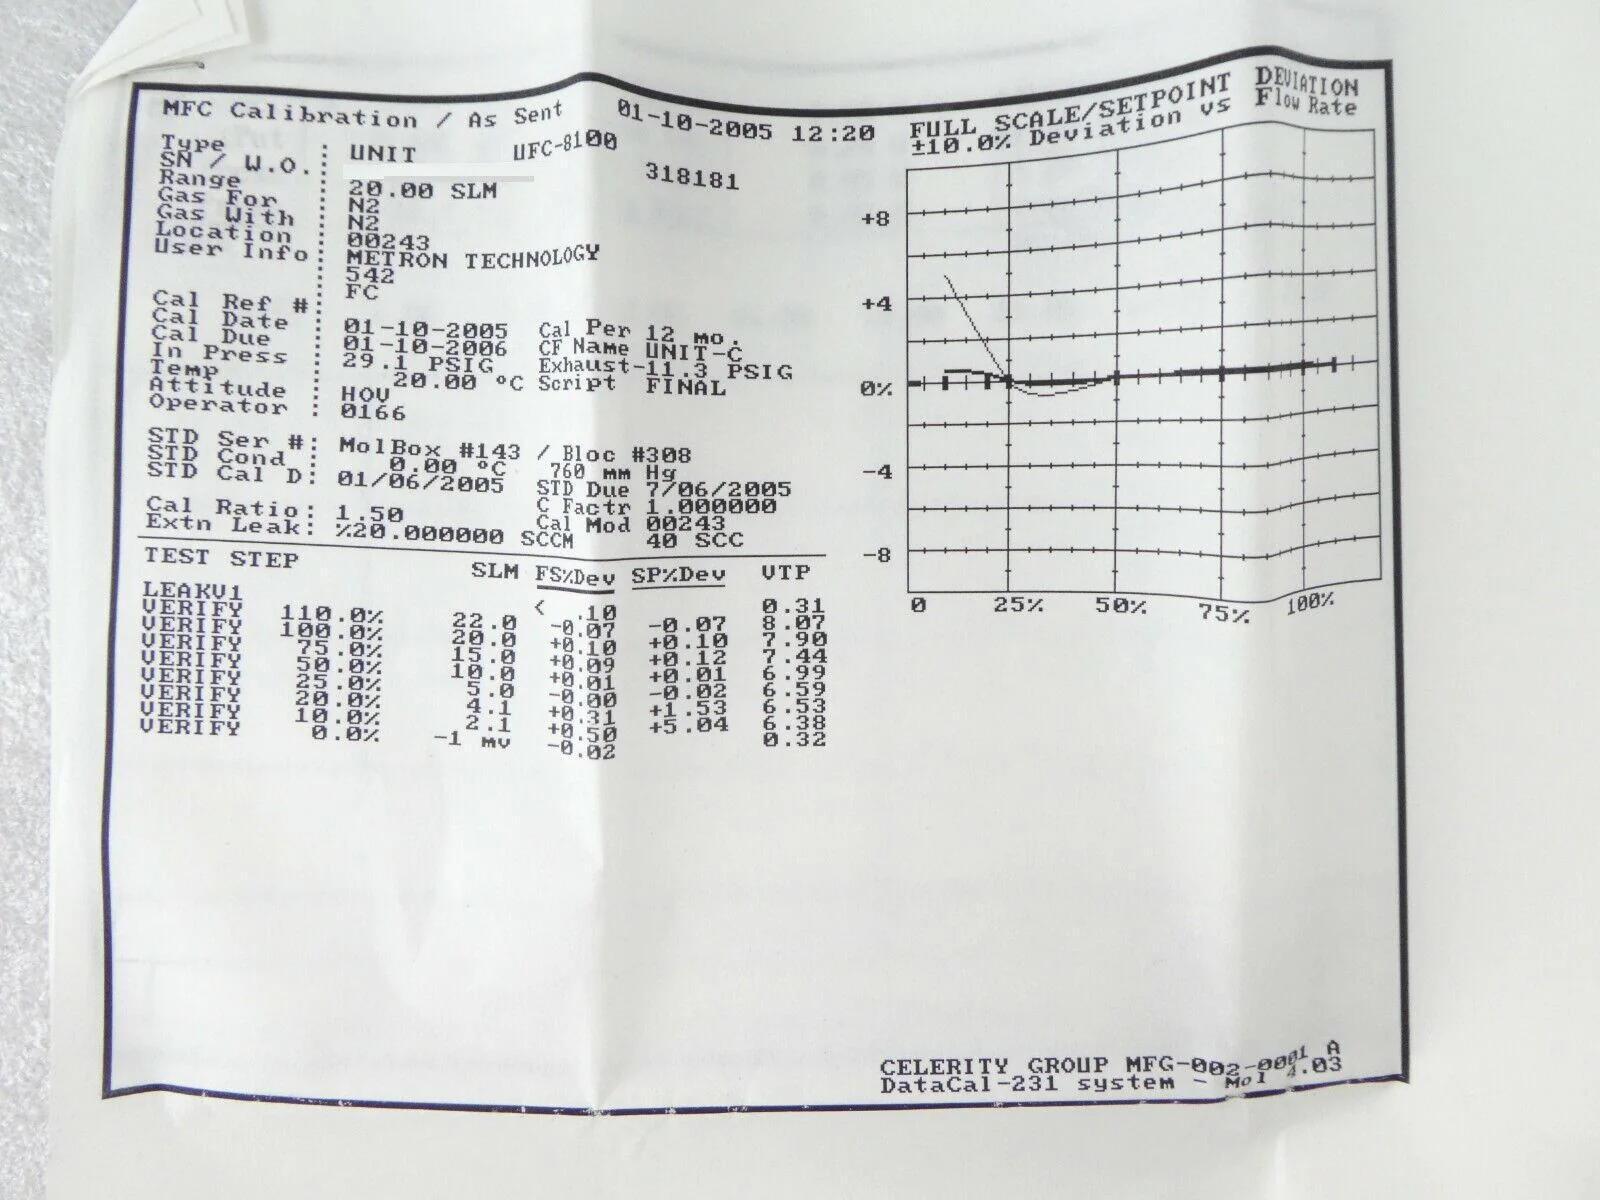 MFC Calibration / As Sent 01-10-2005 12:20
Type : UNIT UFC-8100
SN / W.O. : 318181
Range : 20.00 SLM
Gas For : N2
Gas With : N2
Location : 00243
User Info : METRON TECHNOLOGY
: 542
: FC
Cal Ref # :
Cal Date : 01-10-2005 Cal Per 12 mo.
Cal Due : 01-10-2006 CF Name UNIT-C
In Press : 29.1 PSIG Exhaust-11.3 PSIG
Temp : 20.00 °C Script FINAL
Attitude : HOV
Operator : 0166
STD Ser #: MolBox #143 / Bloc #308
STD Cond : 0.00 °C 760 mm Hg
STD Cal D: 01/06/2005 STD Due 7/06/2005
C Factr 1.000000
Cal Ratio: 1.50 Cal Mod 00243
Extn Leak: %20.000000 SCCM 40 SCC
TEST STEP SLM FS%Dev SP%Dev VTP
LEAKV1 < .10 0.31
VERIFY 110.0% 22.0 -0.07 -0.07 8.07
VERIFY 100.0% 20.0 +0.10 +0.10 7.90
VERIFY 75.0% 15.0 +0.09 +0.12 7.44
VERIFY 50.0% 10.0 +0.01 +0.01 6.99
VERIFY 25.0% 5.0 -0.00 -0.02 6.59
VERIFY 20.0% 4.1 +0.31 +1.53 6.53
VERIFY 10.0% 2.1 +0.50 +5.04 6.38
VERIFY 0.0% -1 mv -0.02 0.32
FULL SCALE/SETPOINT DEVIATION
±10.0% Deviation vs Flow Rate
+8
+4
0%
-4
-8
0 25% 50% 75% 100%
CELERITY GROUP MFG-002-0001 A
DataCal-231 system - Mol 4.03